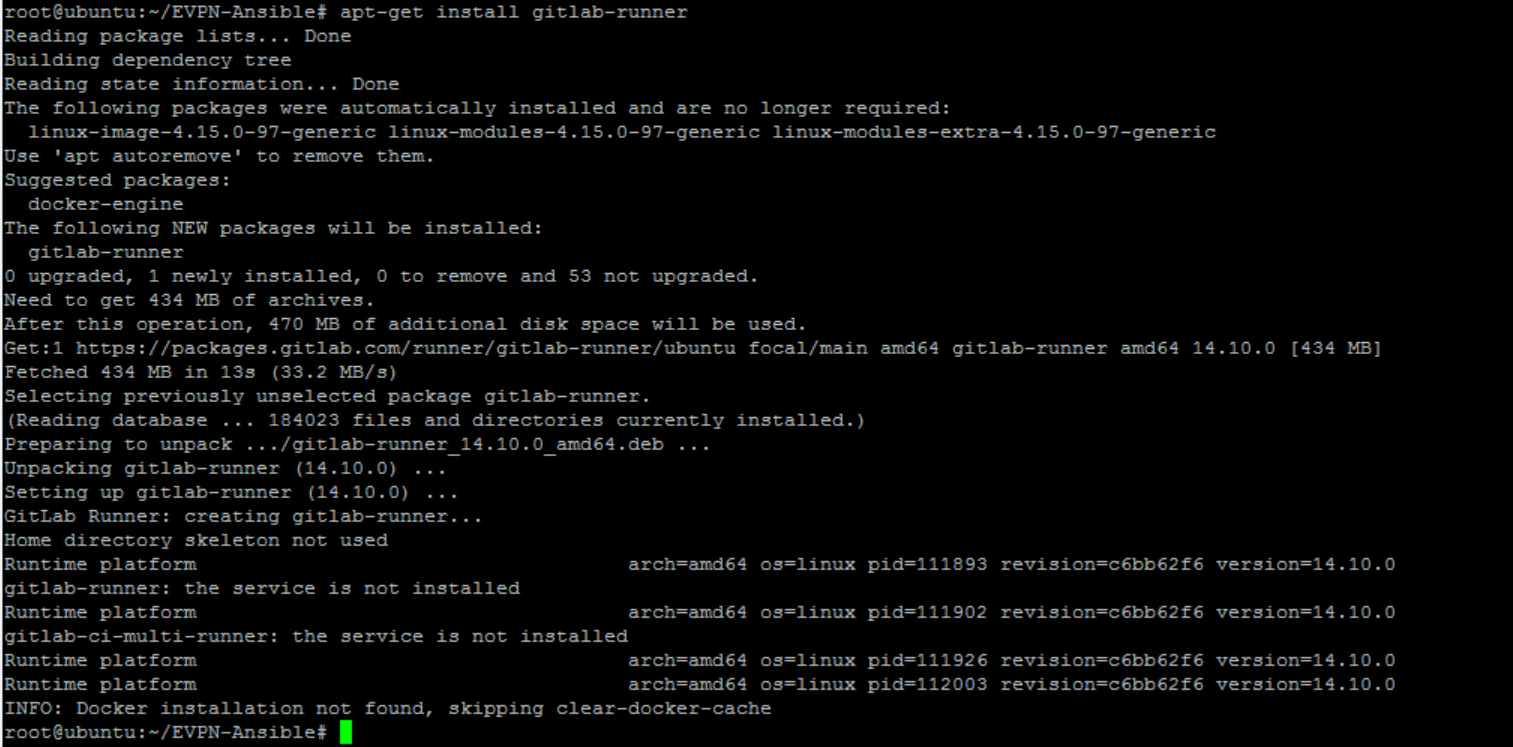 root@ubuntu:~/EVPN-Ansible# apt-get install gitlab-runner
Reading package lists... Done
Building dependency tree
Reading state information... Done
The following packages were automatically installed and are no longer required:
  linux-image-4.15.0-97-generic linux-modules-4.15.0-97-generic linux-modules-extra-4.15.0-97-generic
Use 'apt autoremove' to remove them.
Suggested packages:
  docker-engine
The following NEW packages will be installed:
  gitlab-runner
0 upgraded, 1 newly installed, 0 to remove and 53 not upgraded.
Need to get 434 MB of archives.
After this operation, 470 MB of additional disk space will be used.
Get:1 https://packages.gitlab.com/runner/gitlab-runner/ubuntu focal/main amd64 gitlab-runner amd64 14.10.0 [434 MB]
Fetched 434 MB in 13s (33.2 MB/s)
Selecting previously unselected package gitlab-runner.
(Reading database ... 184023 files and directories currently installed.)
Preparing to unpack .../gitlab-runner_14.10.0_amd64.deb ...
Unpacking gitlab-runner (14.10.0) ...
Setting up gitlab-runner (14.10.0) ...
GitLab Runner: creating gitlab-runner...
Home directory skeleton not used
Runtime platform                                    arch=amd64 os=linux pid=111893 revision=c6bb62f6 version=14.10.0
gitlab-runner: the service is not installed
Runtime platform                                    arch=amd64 os=linux pid=111902 revision=c6bb62f6 version=14.10.0
gitlab-ci-multi-runner: the service is not installed
Runtime platform                                    arch=amd64 os=linux pid=111926 revision=c6bb62f6 version=14.10.0
Runtime platform                                    arch=amd64 os=linux pid=112003 revision=c6bb62f6 version=14.10.0
INFO: Docker installation not found, skipping clear-docker-cache
root@ubuntu:~/EVPN-Ansible#